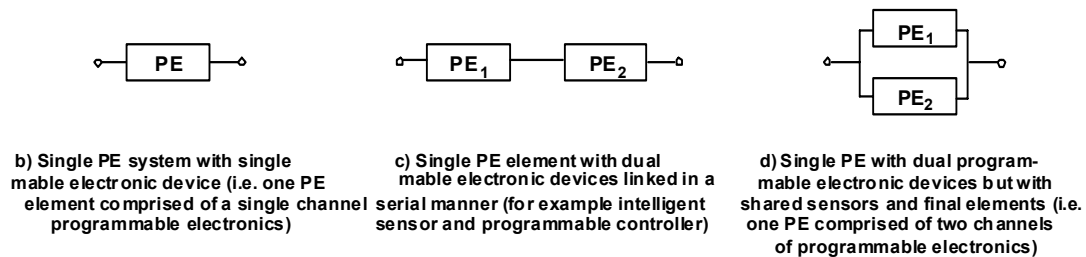 PE
PE1
PE2
PE1
PE2
b) Single PE system with single
mable electronic device (i.e. one PE
element comprised of a single channel
programmable electronics)
c) Single PE element with dual
mable electronic devices linked in a
serial manner (for example intelligent
sensor and programmable controller)
d) Single PE with dual program-
mable electronic devices but with
shared sensors and final elements (i.e.
one PE comprised of two channels
of programmable electronics)